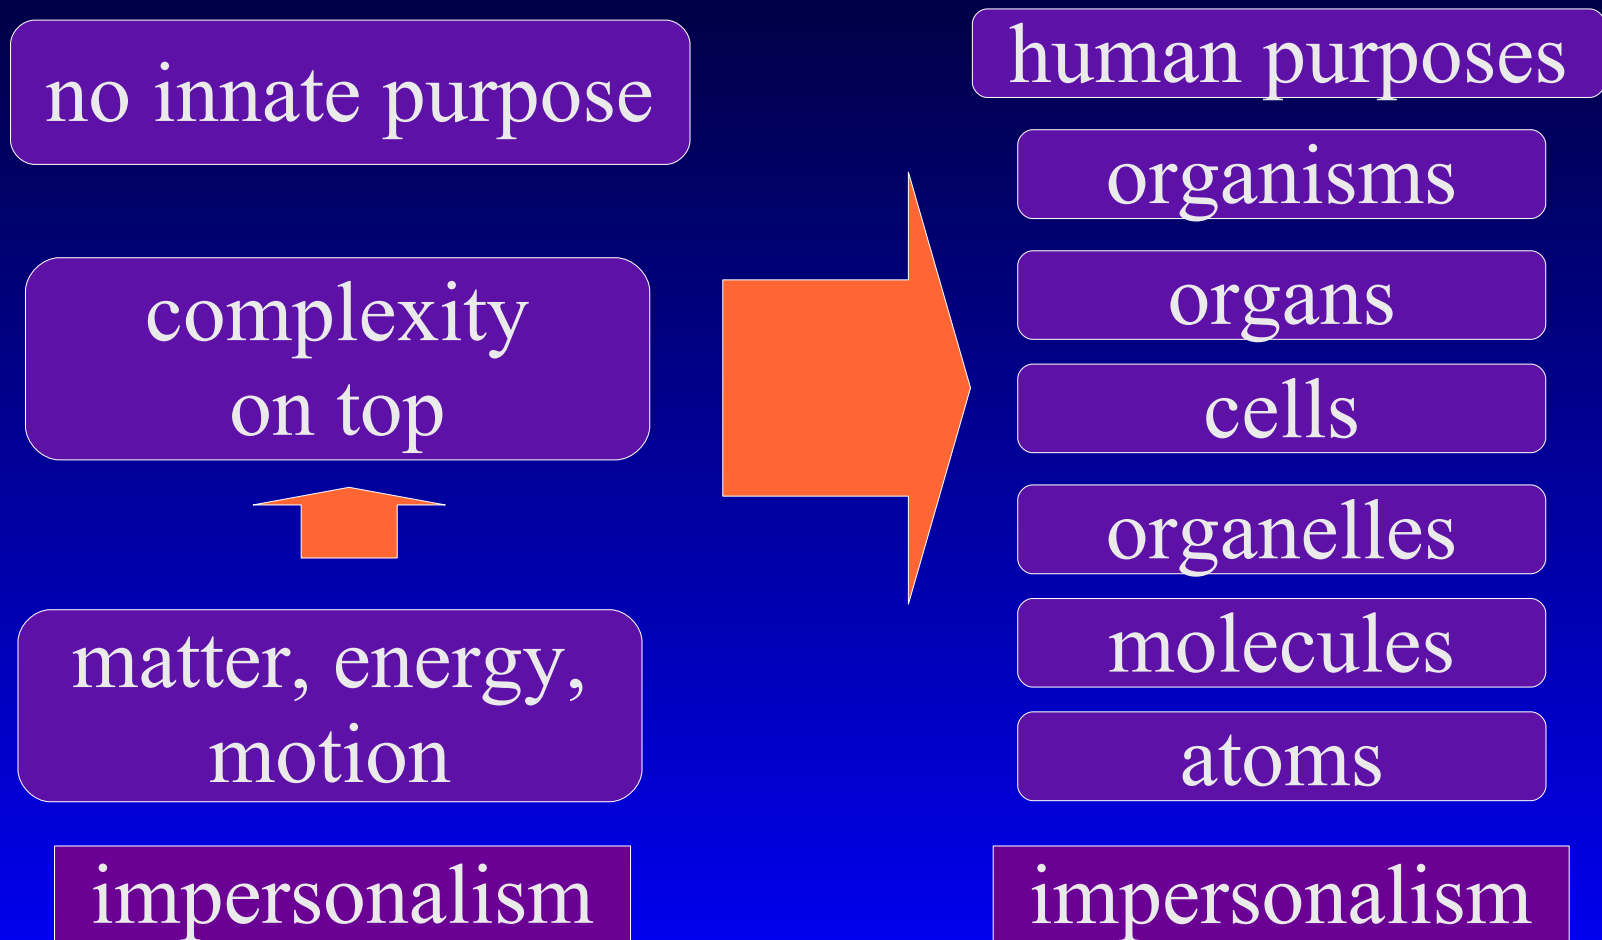 no innate purpose
complexity
on top
matter, energy,
motion
impersonalism
human purposes
organisms
organs
cells
organelles
molecules
atoms
impersonalism